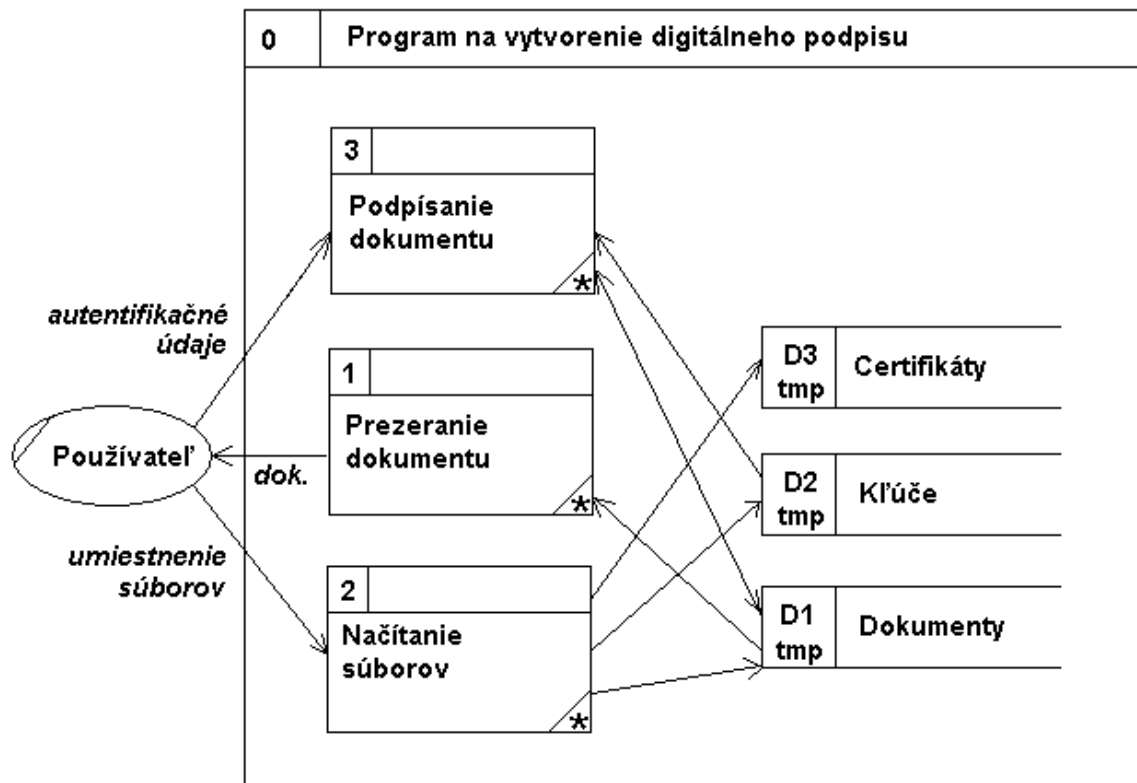 0
Program na vytvorenie digitálneho podpisu
3
Podpísanie
dokumentu
*
autentifikačné
údaje
1
Prezeranie
dokumentu
*
Používateľ
dok.
umiestnenie
súborov
2
Načítanie
súborov
*
D3
tmp
Certifikáty
D2
tmp
Kľúče
D1
tmp
Dokumenty